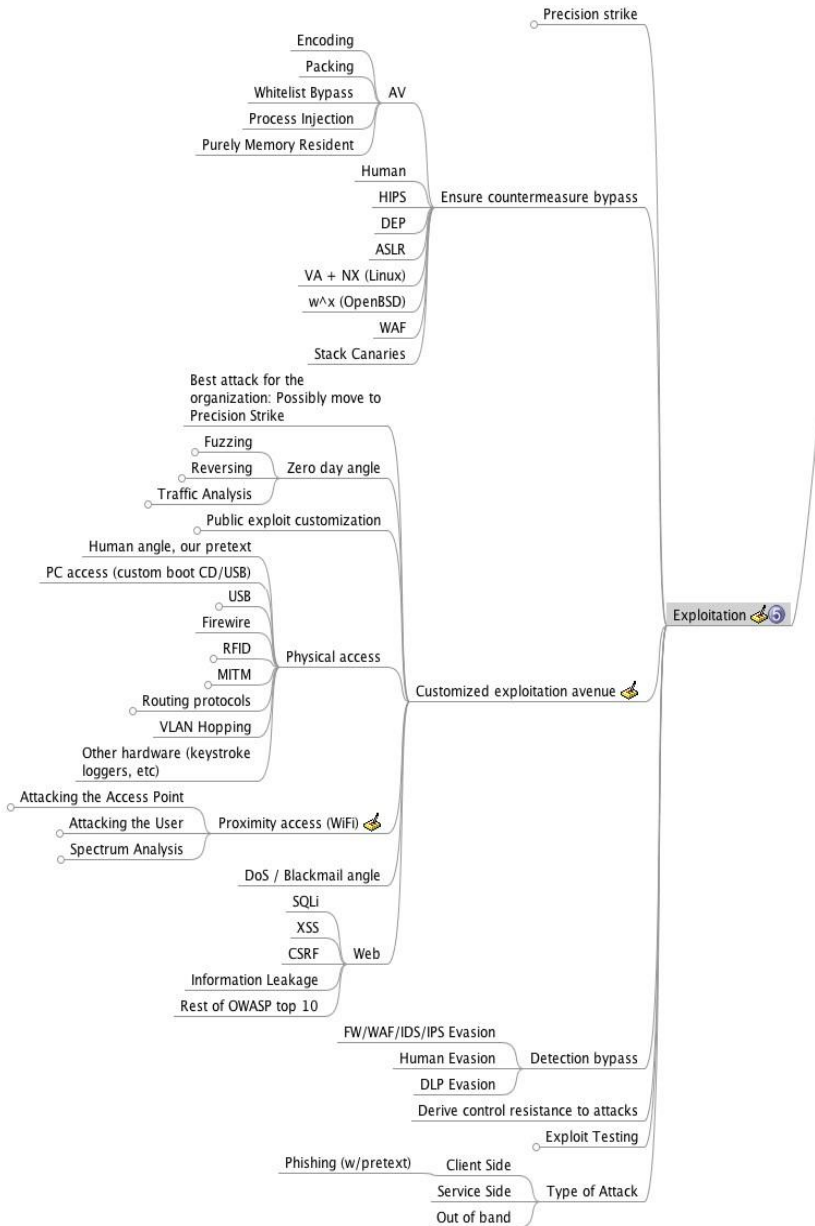 Precision strike
Encoding
Packing
Whitelist Bypass
AV
Process Injection
Purely Memory Resident
Human
HIPS
Ensure countermeasure bypass
DEP
ASLR
VA + NX (Linux)
w^x (OpenBSD)
WAF
Stack Canaries
Best attack for the
organization: Possibly move to
Precision Strike
Fuzzing
Reversing
Zero day angle
Traffic Analysis
Public exploit customization
Human angle, our pretext
PC access (custom boot CD/USB)
USB
Firewire
RFID
Physical access
MITM
Routing protocols
VLAN Hopping
Other hardware (keystroke
loggers, etc)
Exploitation 5
Customized exploitation avenue
Attacking the Access Point
Attacking the User
Proximity access (WiFi)
Spectrum Analysis
DoS / Blackmail angle
SQLi
XSS
CSRF
Web
Information Leakage
Rest of OWASP top 10
FW/WAF/IDS/IPS Evasion
Human Evasion
Detection bypass
DLP Evasion
Derive control resistance to attacks
Exploit Testing
Phishing (w/pretext)
Client Side
Service Side
Type of Attack
Out of band